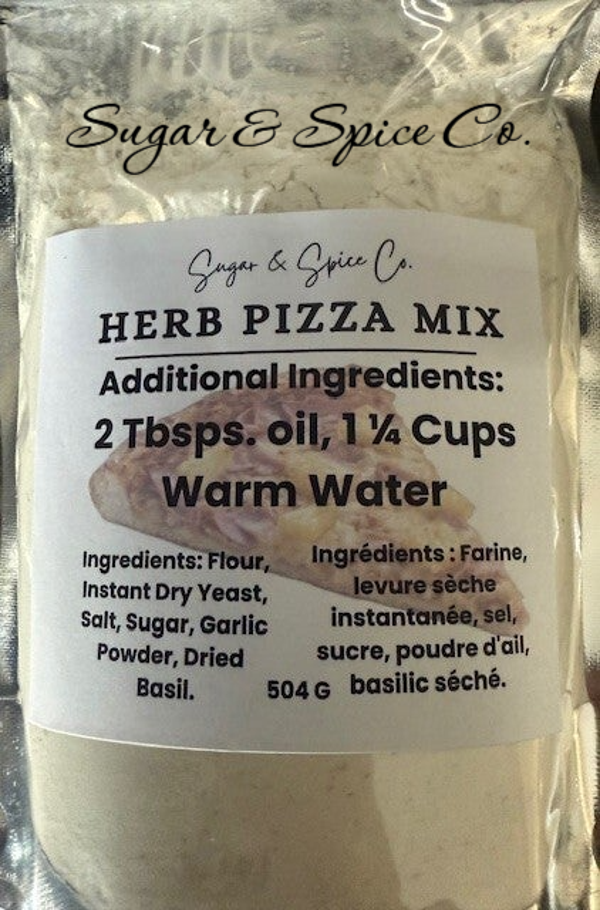 Sugar & Spice Co.
Sugar & Spice Co.
HERB PIZZA MIX
Additional Ingredients:
2 Tbsps. oil, 1 ¼ Cups
Warm Water
Ingredients: Flour,
Instant Dry Yeast,
Salt, Sugar, Garlic
Powder, Dried
Basil.
504 G
Ingrédients : Farine,
levure sèche
instantanée, sel,
sucre, poudre d'ail,
basilic séché.